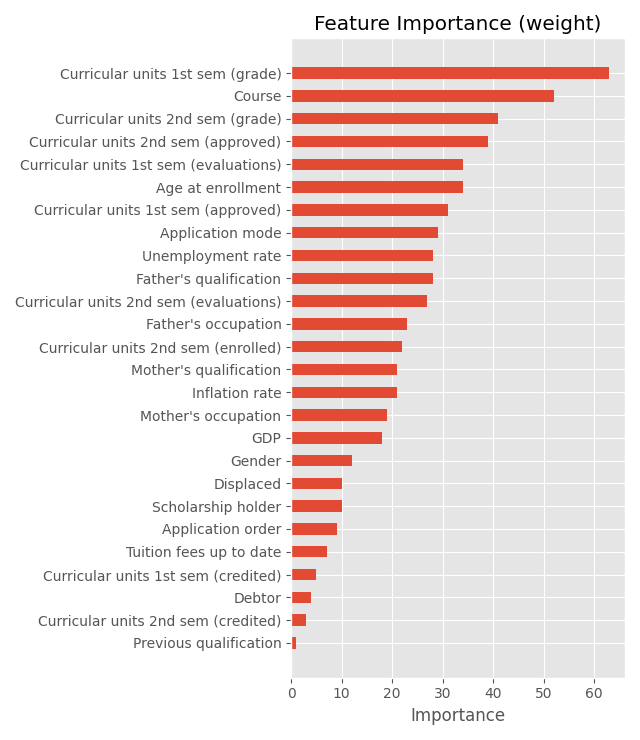 Feature Importance (weight)
Curricular units 1st sem (grade)
Course
Curricular units 2nd sem (grade)
Curricular units 2nd sem (approved)
Curricular units 1st sem (evaluations)
Age at enrollment
Curricular units 1st sem (approved)
Application mode
Unemployment rate
Father's qualification
Curricular units 2nd sem (evaluations)
Father's occupation
Curricular units 2nd sem (enrolled)
Mother's qualification
Inflation rate
Mother's occupation
GDP
Gender
Displaced
Scholarship holder
Application order
Tuition fees up to date
Curricular units 1st sem (credited)
Debtor
Curricular units 2nd sem (credited)
Previous qualification
0 10 20 30 40 50 60
Importance